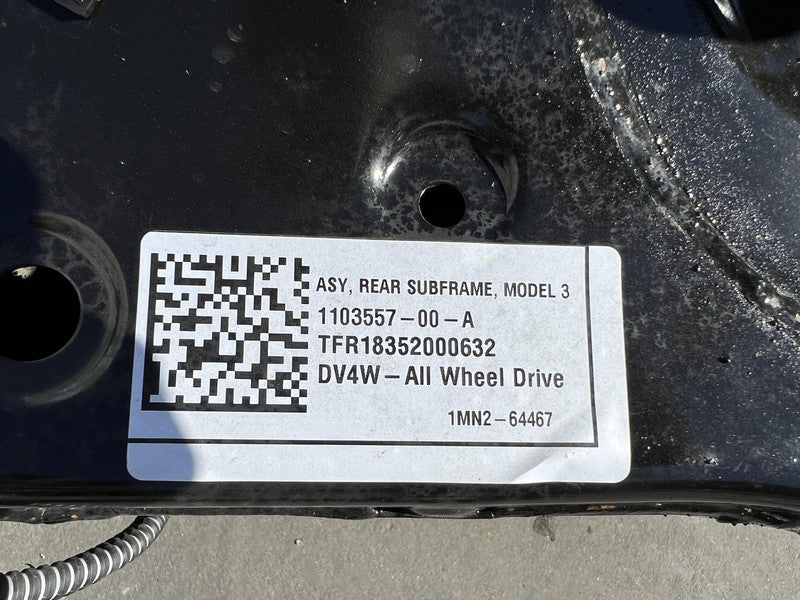 ASY, REAR SUBFRAME, MODEL 3
1103557-00-A
TFR18352000632
DV4W-All Wheel Drive
1MN2-64467